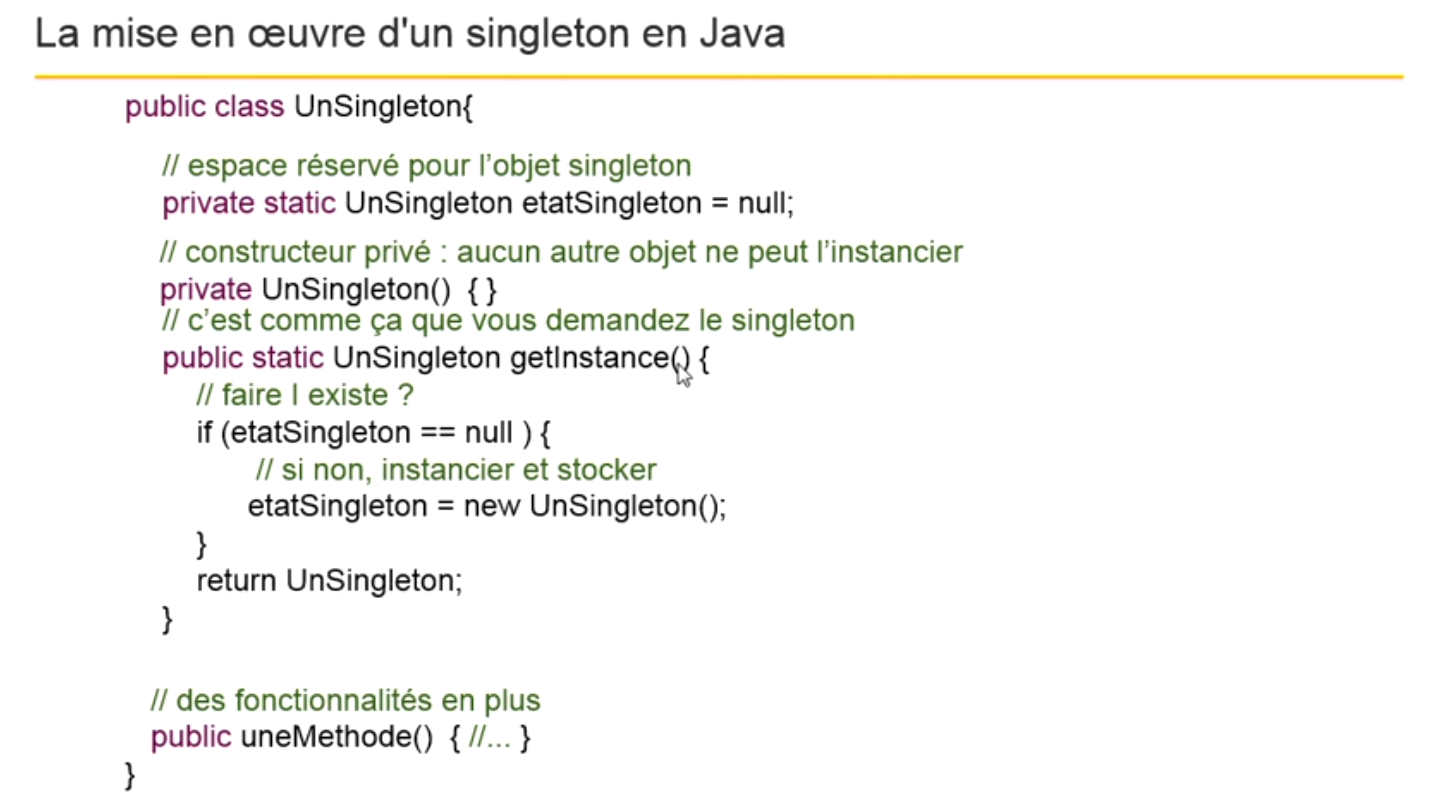 La mise en œuvre d'un singleton en Java
public class UnSingleton{
// espace réservé pour l’objet singleton
private static UnSingleton etatSingleton = null;
// constructeur privé : aucun autre objet ne peut l’instancier
private UnSingleton() { }
// c’est comme ça que vous demandez le singleton
public static UnSingleton getInstance() {
// faire I existe ?
if (etatSingleton == null ) {
// si non, instancier et stocker
etatSingleton = new UnSingleton();
}
return UnSingleton;
}
// des fonctionnalités en plus
public uneMethode() { //... }
}